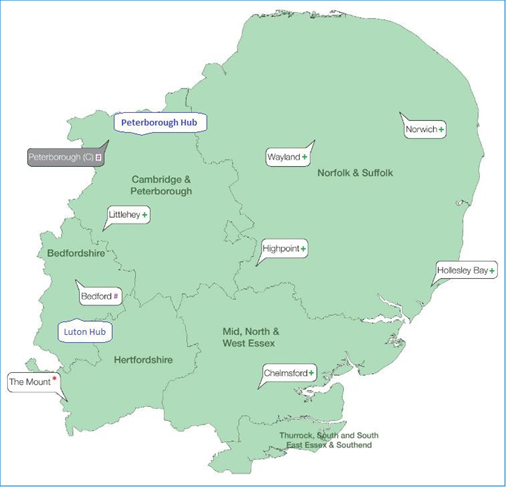 Peterborough Hub
Norwich +
Peterborough (C)
Wayland +
Norfolk & Suffolk
Cambridge &
Peterborough
Littlehey +
Highpoint +
Bedfordshire
Hollesley Bay +
Bedford #
Luton Hub
Mid, North &
West Essex
Hertfordshire
The Mount *
Chelmsford +
Thurrock, South and South
East Essex & Southend